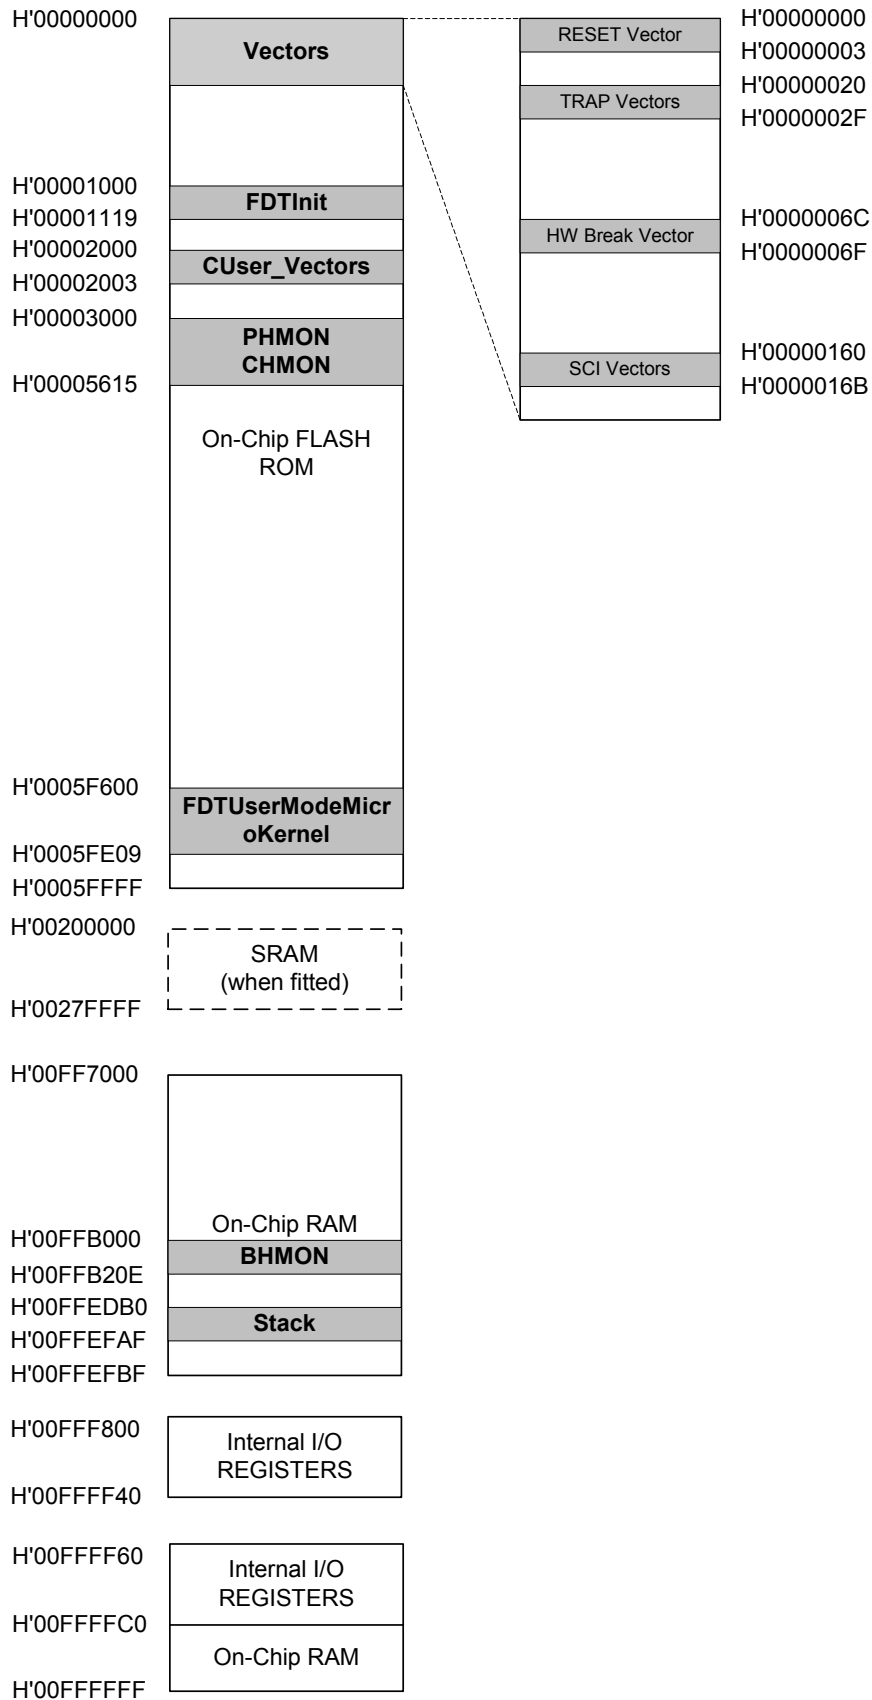 H'00000000
Vectors
H'00001000
FDTInit
H'00001119
H'00002000
CUser_Vectors
H'00002003
H'00003000
PHMON
CHMON
H'00005615
On-Chip FLASH
ROM
H'0005F600
FDTUserModeMicr
oKernel
H'0005FE09
H'0005FFFF
H'00200000
SRAM
(when fitted)
H'0027FFFF
H'00FF7000
On-Chip RAM
H'00FFB000
BHMON
H'00FFB20E
H'00FFEDB0
Stack
H'00FFEFAF
H'00FFEFBF
H'00FFF800
Internal I/O
REGISTERS
H'00FFFF40
H'00FFFF60
Internal I/O
REGISTERS
H'00FFFFC0
On-Chip RAM
H'00FFFFFF
H'00000000
RESET Vector
H'00000003
H'00000020
TRAP Vectors
H'0000002F
H'0000006C
HW Break Vector
H'0000006F
H'00000160
SCI Vectors
H'0000016B